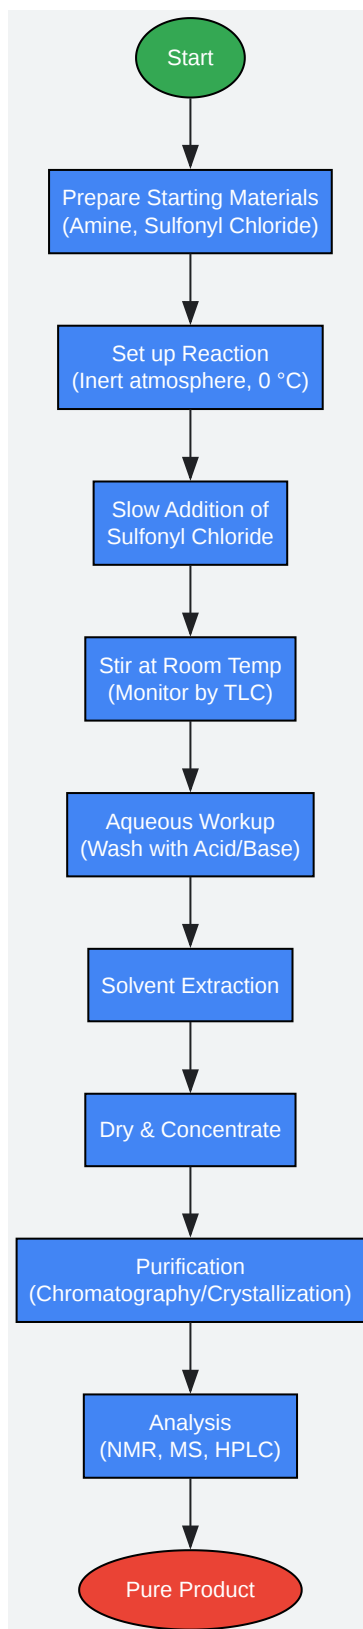 Start
Prepare Starting Materials
(Amine, Sulfonyl Chloride)
Set up Reaction
(Inert atmosphere, 0 °C)
Slow Addition of
Sulfonyl Chloride
Stir at Room Temp
(Monitor by TLC)
Aqueous Workup
(Wash with Acid/Base)
Solvent Extraction
Dry & Concentrate
Purification
(Chromatography/Crystallization)
Analysis
(NMR, MS, HPLC)
Pure Product